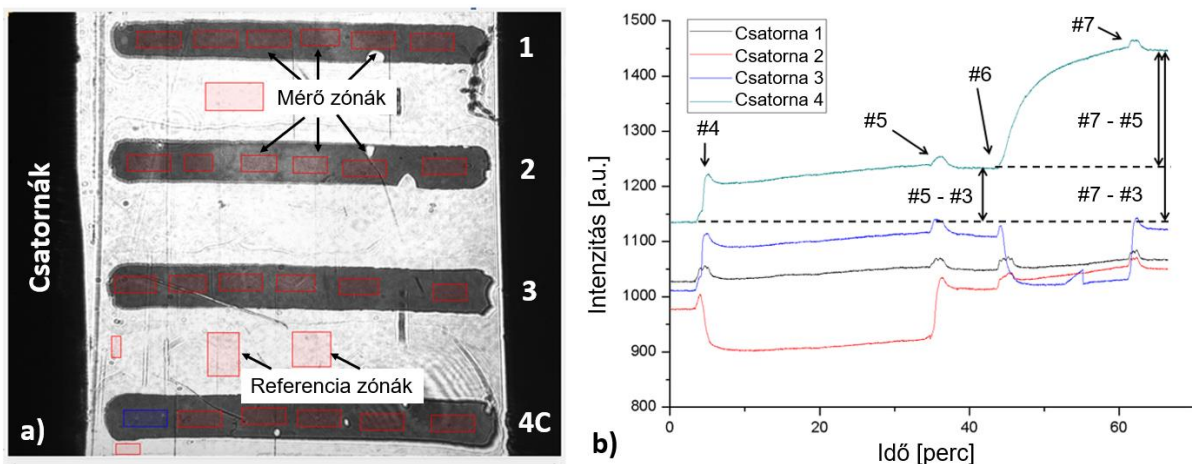 Csatornák
1
Mérő zónák
2
3
Referencia zónák
4C
a)
Intenzitás [a.u.]
1500
1400
1300
1200
1100
1000
900
800
Csatorna 1
Csatorna 2
Csatorna 3
Csatorna 4
#4
#5
#6
#7
#7 - #5
#5 - #3
#7 - #3
0
20
40
60
Idő [perc]
b)